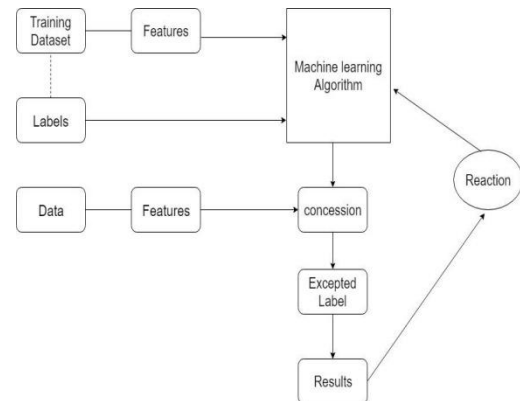 Training
Dataset
Features
Machine learning
Algorithm
Labels
Reaction
Data
Features
concession
Excepted
Label
Results